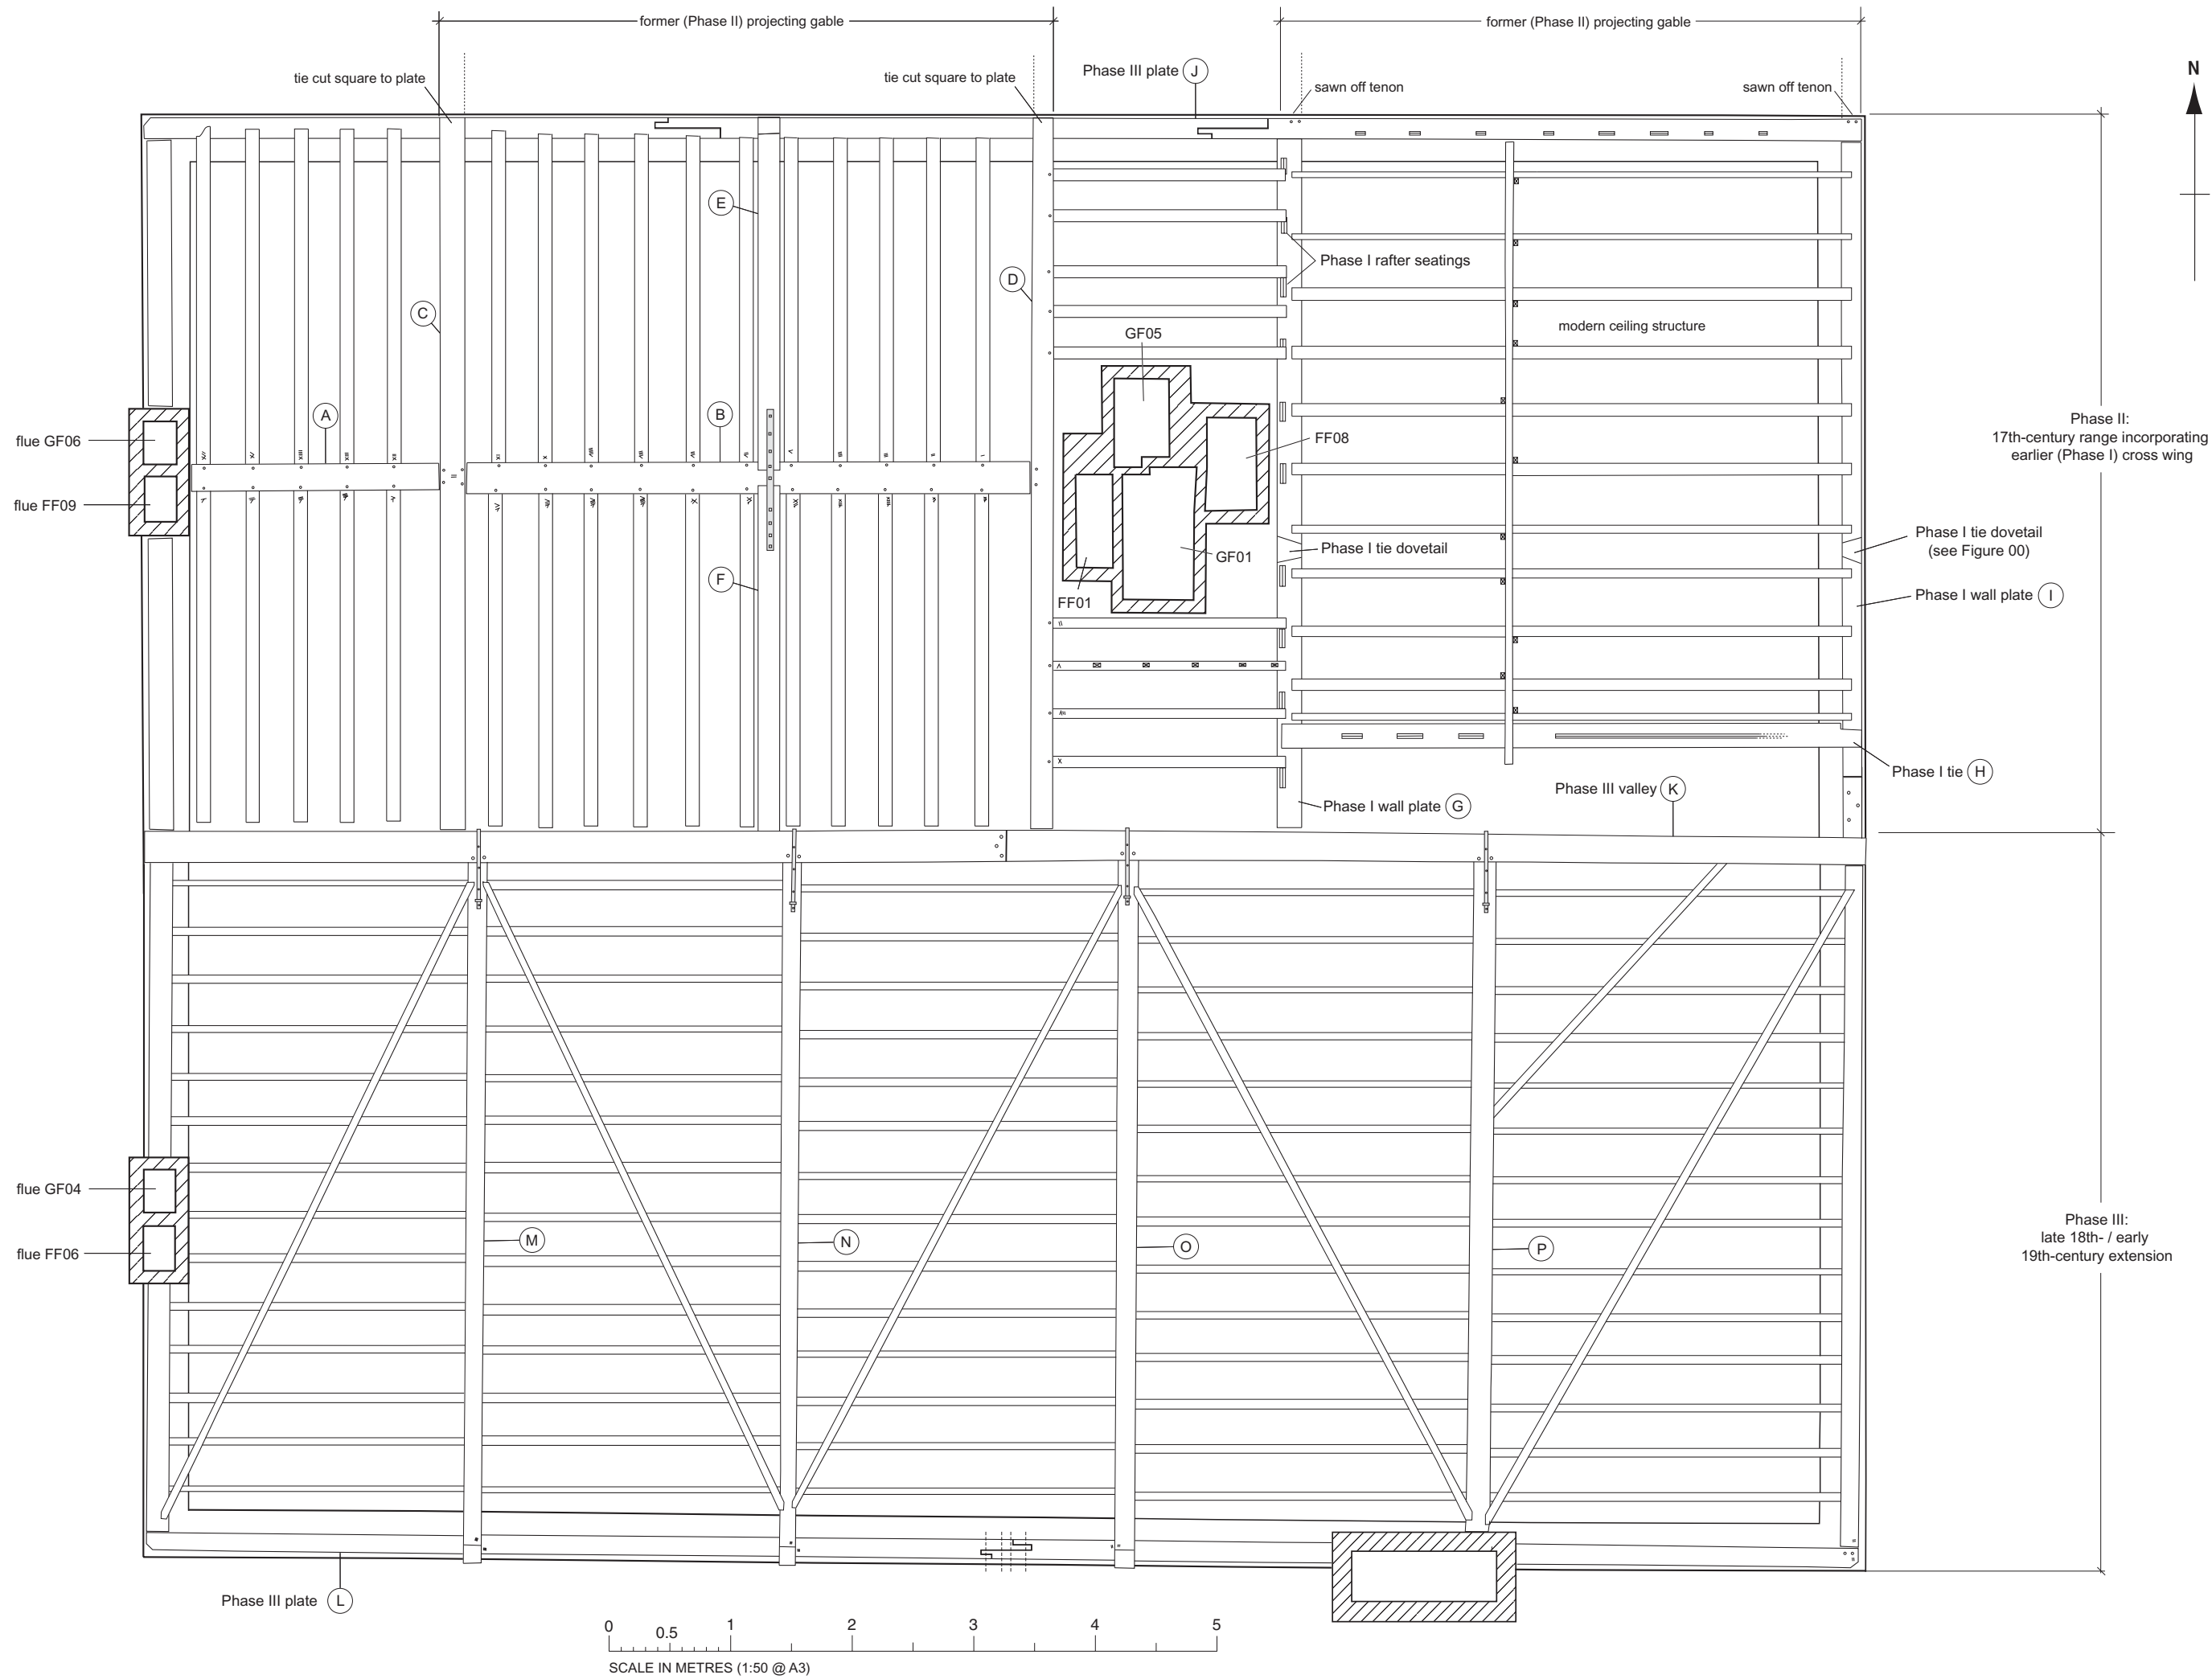 former (Phase II) projecting gable
former (Phase II) projecting gable
N
tie cut square to plate
tie cut square to plate
Phase III plate J
sawn off tenon
sawn off tenon
E
Phase I rafter seatings
D
C
modern ceiling structure
GF05
A
B
flue GF06
FF08
Phase II:
17th-century range incorporating
earlier (Phase I) cross wing
flue FF09
Phase I tie dovetail
(see Figure 00)
Phase I tie dovetail
GF01
F
FF01
Phase I wall plate I
Phase I tie H
Phase III valley K
Phase I wall plate G
flue GF04
M
N
O
P
flue FF06
Phase III:
late 18th- / early
19th-century extension
Phase III plate L
0 0.5 1 2 3 4 5
SCALE IN METRES (1:50 @ A3)